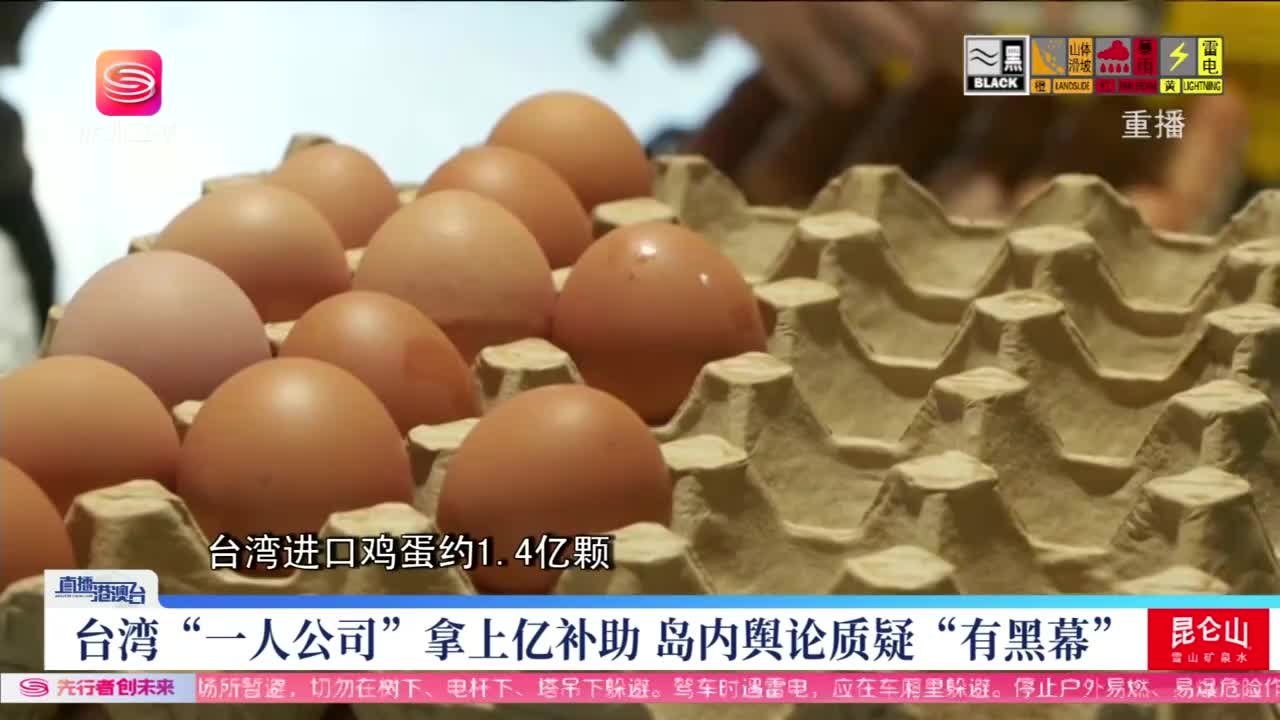 黑 BLACK
山体滑坡 橙 LANDSLIDE
暴雨 红
雷电 黄 LIGHTNING
重播
台湾进口鸡蛋约1.4亿颗
直播港澳台
台湾“一人公司”拿上亿补助 岛内舆论质疑“有黑幕”
昆仑山
雪山矿泉水
先行者创未来
场所暂避，切勿在树下、电杆下、塔吊下躲避。驾车时遇雷电，应在车厢里躲避。停止户外易燃、易爆危险作